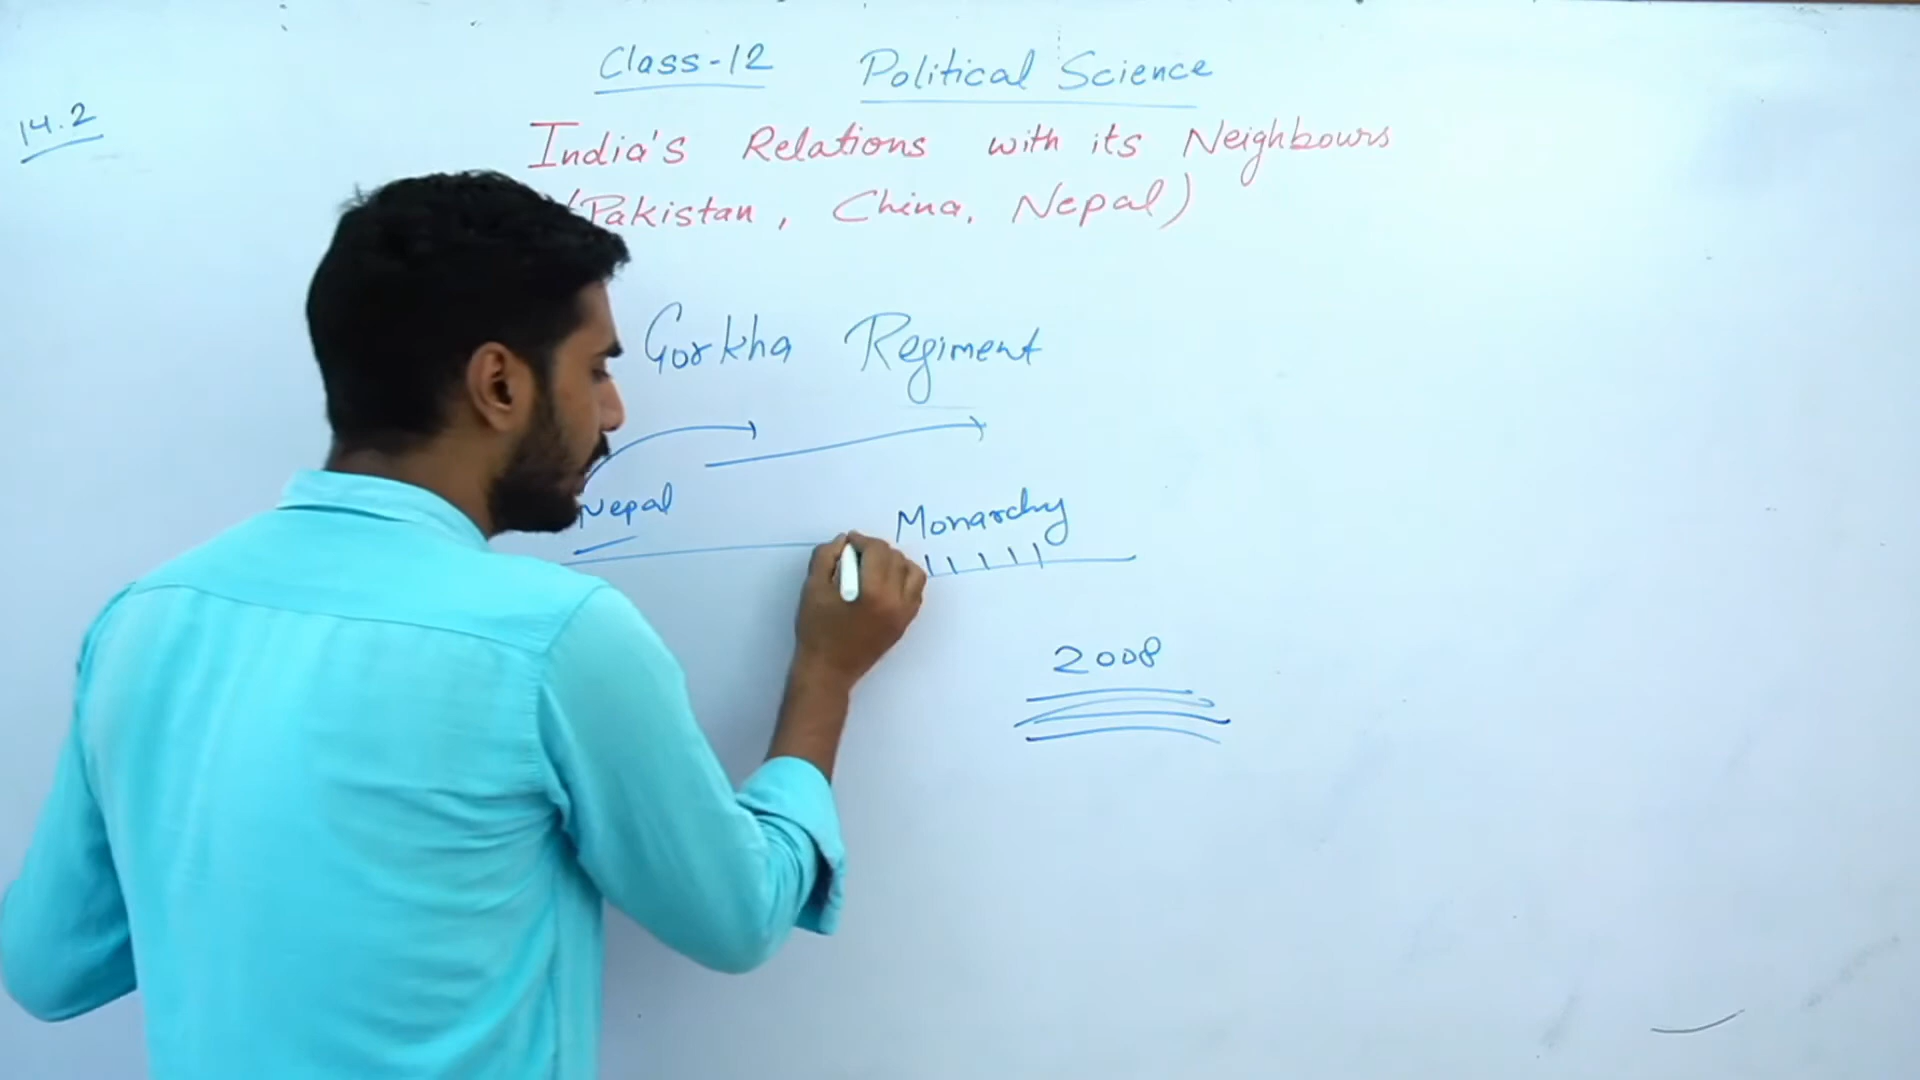 Class-12 Political Science
14.2
India's Relations with its Neighbours
(Pakistan, China, Nepal)
Gorkha Regiment
Nepal Monarchy
2008